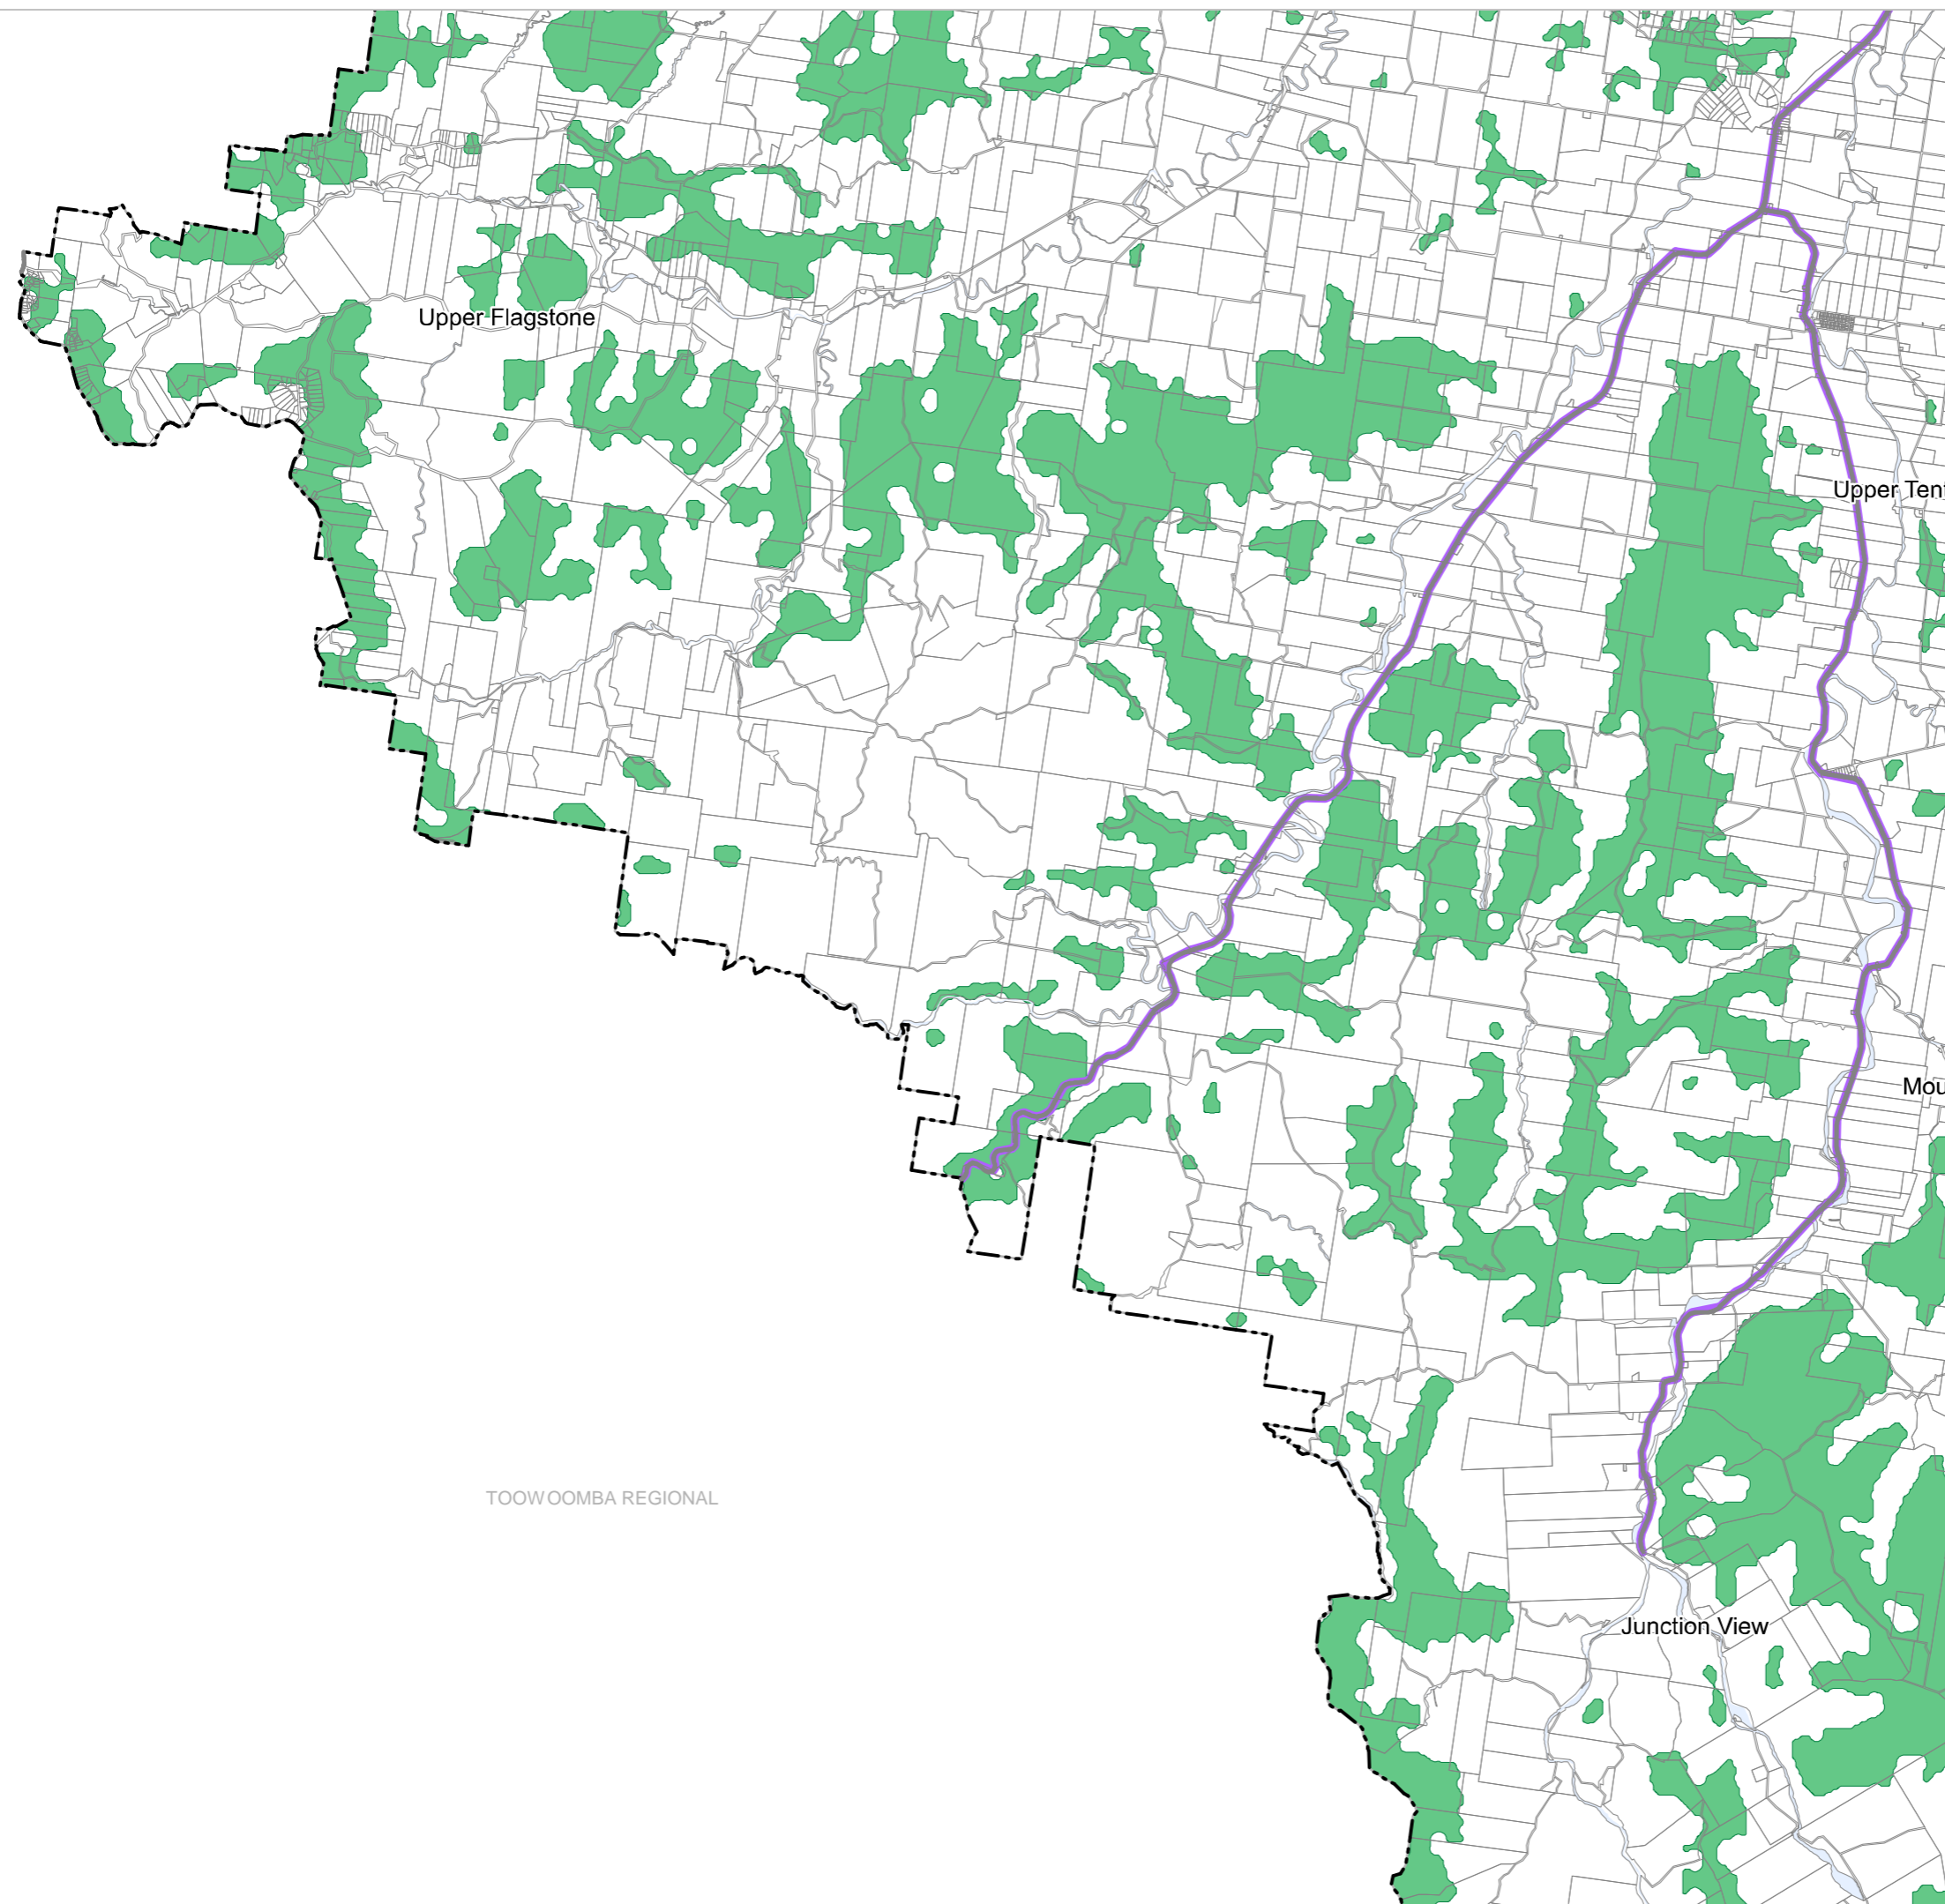 Upper Flagstone
Upper Tent
Mou
TOOWOOMBA REGIONAL
Junction View